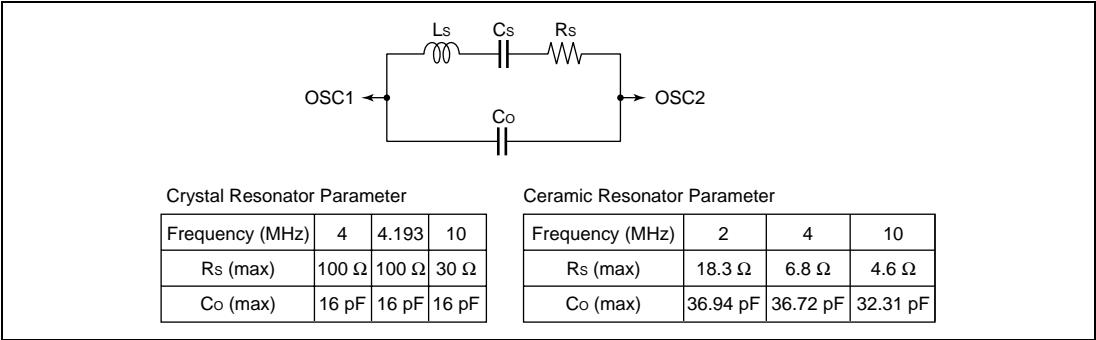 Ls Cs Rs
OSC1 OSC2
Co
Crystal Resonator Parameter
Frequency (MHz) 4 4.193 10
Rs (max) 100 Ω 100 Ω 30 Ω
Co (max) 16 pF 16 pF 16 pF
Ceramic Resonator Parameter
Frequency (MHz) 2 4 10
Rs (max) 18.3 Ω 6.8 Ω 4.6 Ω
Co (max) 36.94 pF 36.72 pF 32.31 pF